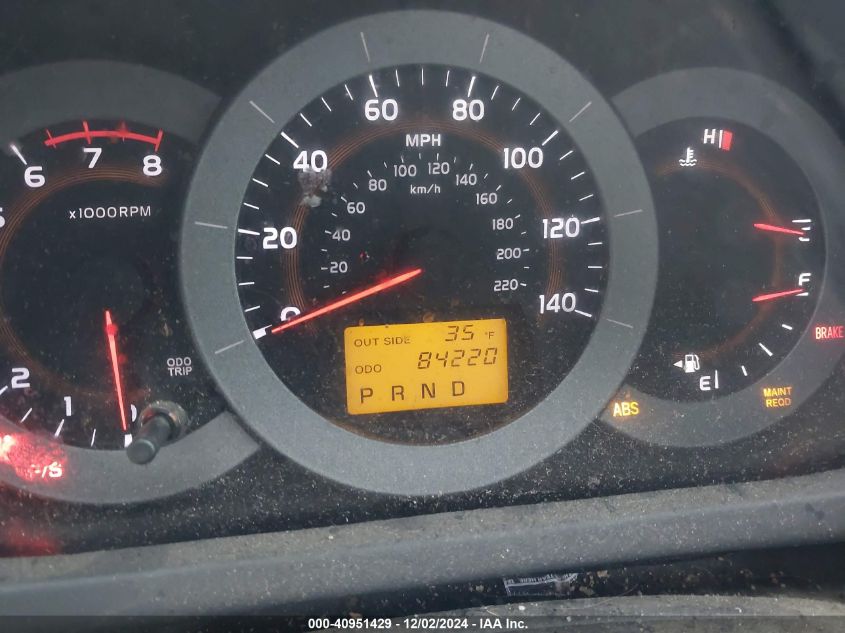 6
7
8
x1000RPM
2
1
0
ODO
TRIP
P/S
MPH
0
20
40
60
80
100
120
140
km/h
20
40
60
80
100
120
140
160
180
200
220
OUT SIDE 35 °F
ODO 84220
P R N D
H
C
F
E
BRAKE
ABS
MAINT
REQD
000-40951429 - 12/02/2024 - IAA Inc.